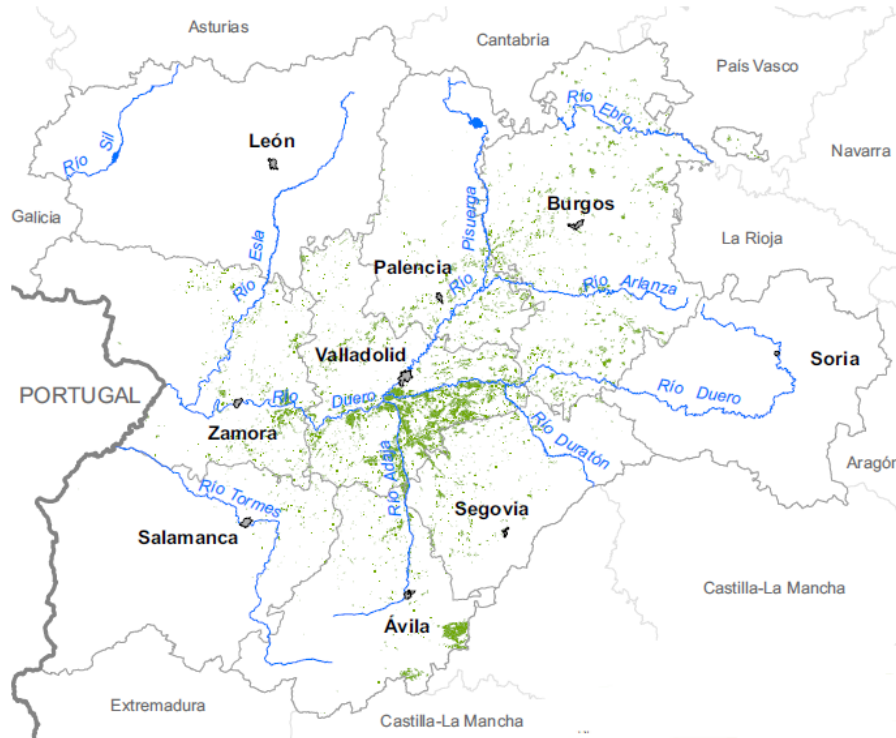 Asturias
Cantabria
País Vasco
Río Ebro
Río Sil
León
Navarra
Burgos
Galicia
Río Esla
Río Pisuerga
La Rioja
Palencia
Río Arlanza
Valladolid
Soria
PORTUGAL
Río Duero
Río Duero
Zamora
Río Adaja
Río Duratón
Aragón
Río Tormes
Segovia
Salamanca
Castilla-La Mancha
Ávila
Extremadura
Castilla-La Mancha